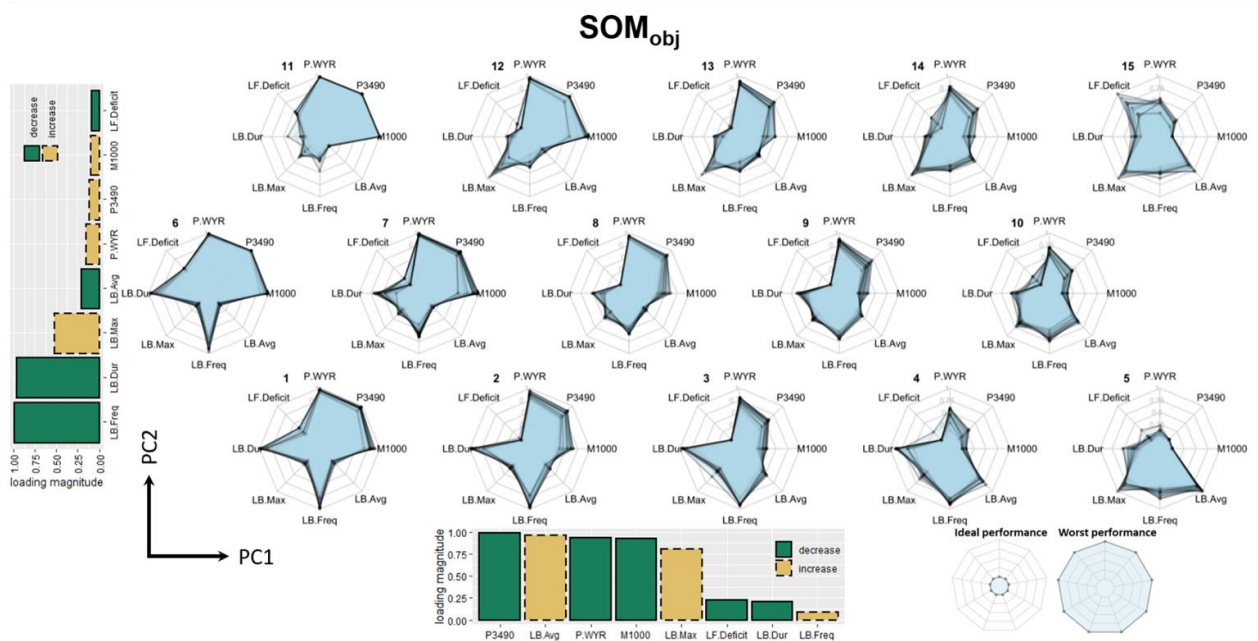 SOMobj
11
P.WYR
LF.Deficit
P3490
LB.Dur
M1000
LB.Max
LB.Avg
LB.Freq
12
P.WYR
LF.Deficit
P3490
LB.Dur
M1000
LB.Max
LB.Avg
LB.Freq
13
P.WYR
LF.Deficit
P3490
LB.Dur
M1000
LB.Max
LB.Avg
LB.Freq
14
P.WYR
LF.Deficit
P3490
LB.Dur
M1000
LB.Max
LB.Avg
LB.Freq
15
P.WYR
LF.Deficit
P3490
LB.Dur
M1000
LB.Max
LB.Avg
LB.Freq
decrease
increase
LF.Deficit
M1000
P3490
P.WYR
LB.Avg
LB.Max
LB.Dur
LB.Freq
1.00 0.75 0.50 0.25 0.00
loading magnitude
6
P.WYR
LF.Deficit
P3490
LB.Dur
M1000
LB.Max
LB.Avg
LB.Freq
7
P.WYR
LF.Deficit
P3490
LB.Dur
M1000
LB.Max
LB.Avg
LB.Freq
8
P.WYR
LF.Deficit
P3490
LB.Dur
M1000
LB.Max
LB.Avg
LB.Freq
9
P.WYR
LF.Deficit
P3490
LB.Dur
M1000
LB.Max
LB.Avg
LB.Freq
10
P.WYR
LF.Deficit
P3490
LB.Dur
M1000
LB.Max
LB.Avg
LB.Freq
1
P.WYR
LF.Deficit
P3490
LB.Dur
M1000
LB.Max
LB.Avg
LB.Freq
2
P.WYR
LF.Deficit
P3490
LB.Dur
M1000
LB.Max
LB.Avg
LB.Freq
3
P.WYR
LF.Deficit
P3490
LB.Dur
M1000
LB.Max
LB.Avg
LB.Freq
4
P.WYR
LF.Deficit
P3490
LB.Dur
M1000
LB.Max
LB.Avg
LB.Freq
5
P.WYR
LF.Deficit
P3490
LB.Dur
M1000
LB.Max
LB.Avg
LB.Freq
PC2
PC1
loading magnitude
1.00
0.75
0.50
0.25
0.00
decrease
increase
P3490 LB.Avg P.WYR M1000 LB.Max LF.Deficit LB.Dur LB.Freq
Ideal performance
Worst performance